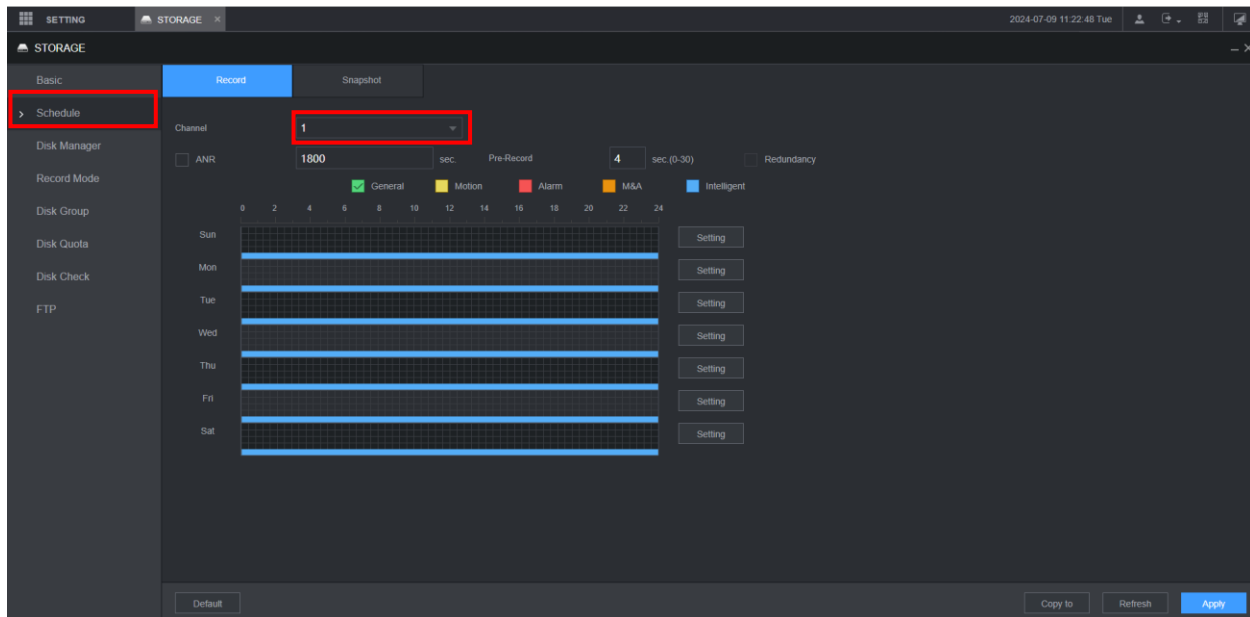 SETTING STORAGE × 2024-07-09 11:22:48 Tue
STORAGE
Basic
Schedule
Disk Manager
Record Mode
Disk Group
Disk Quota
Disk Check
FTP
Record Snapshot
Channel 1
ANR 1800 sec. Pre-Record 4 sec.(0-30) Redundancy
General Motion Alarm M&A Intelligent
0 2 4 6 8 10 12 14 16 18 20 22 24
Sun Setting
Mon Setting
Tue Setting
Wed Setting
Thu Setting
Fri Setting
Sat Setting
Default Copy to Refresh Apply